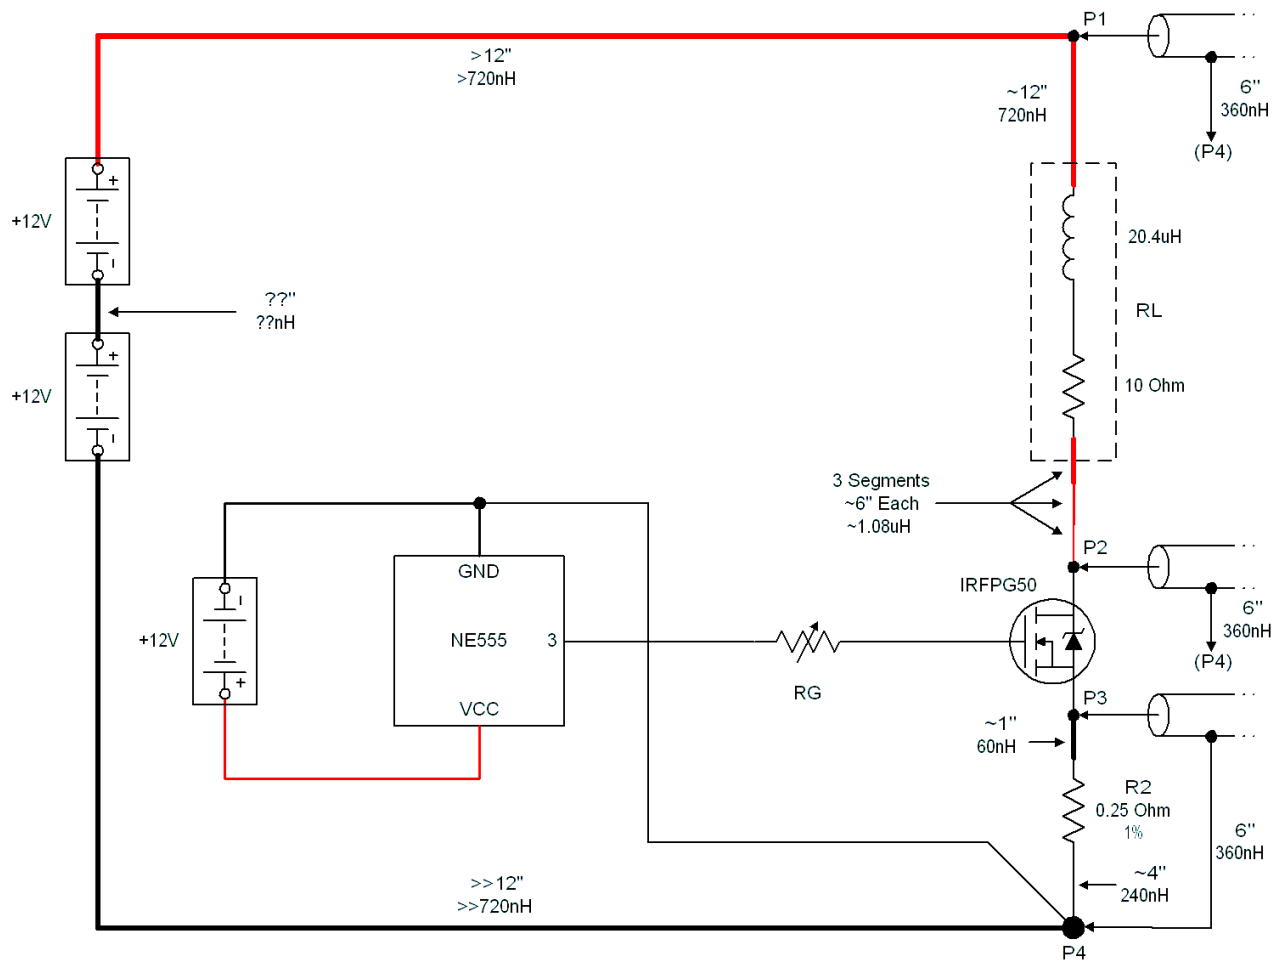 P1
>12"
>720nH
~12"
720nH
6"
360nH
(P4)
+
+12V
20.4uH
??"
??nH
RL
+
+12V
10 Ohm
3 Segments
~6" Each
~1.08uH
P2
GND
IRFPG50
6"
360nH
(P4)
+12V
+
NE555
3
VCC
RG
P3
~1"
60nH
R2
0.25 Ohm
1%
6"
360nH
~4"
240nH
>>12"
>>720nH
P4